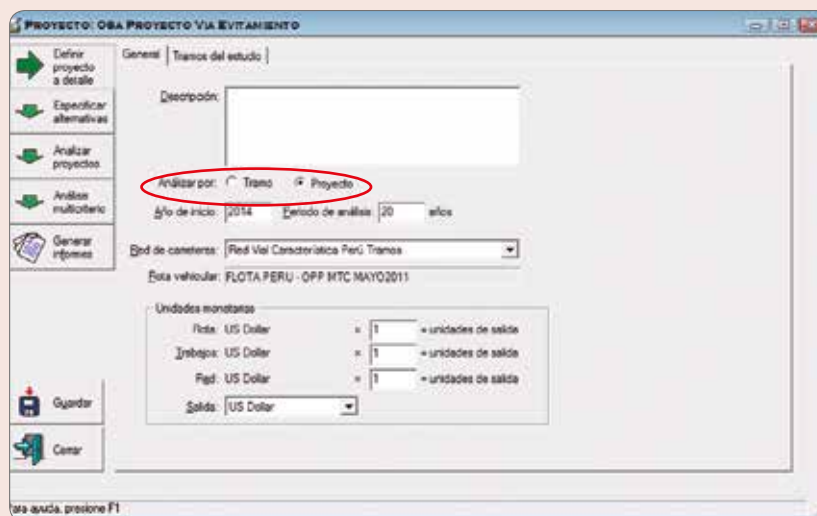 PROYECTO: OBA PROYECTO VIA EVITAMIENTO
Definir proyecto a detalle
Especificar alternativas
Analizar proyectos
Análisis multicriterio
Generar informes
Guardar
Cerrar
General
Tramos del estudio
Descripción:
Analizar por: Tramo Proyecto
Año de inicio: 2014 Periodo de análisis: 20 años
Red de carreteras: Red Vial Característica Perú Tramos
Flota vehicular: FLOTA PERU - OPP MTC MAYO2011
Unidades monetarias
Flota: US Dollar × 1 = unidades de salida
Trabajos: US Dollar × 1 = unidades de salida
Red: US Dollar × 1 = unidades de salida
Salida: US Dollar
Para ayuda, presione F1